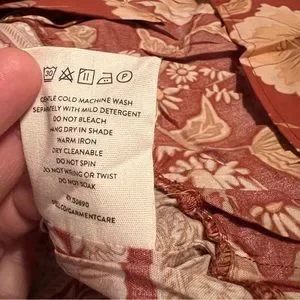 30 P
GENTLE COLD MACHINE WASH
SEPARATELY WITH MILD DETERGENT
DO NOT BLEACH
HANG DRY IN SHADE
WARM IRON
DRY CLEANABLE
DO NOT SPIN
DO NOT WRING OR TWIST
DO NOT SOAK